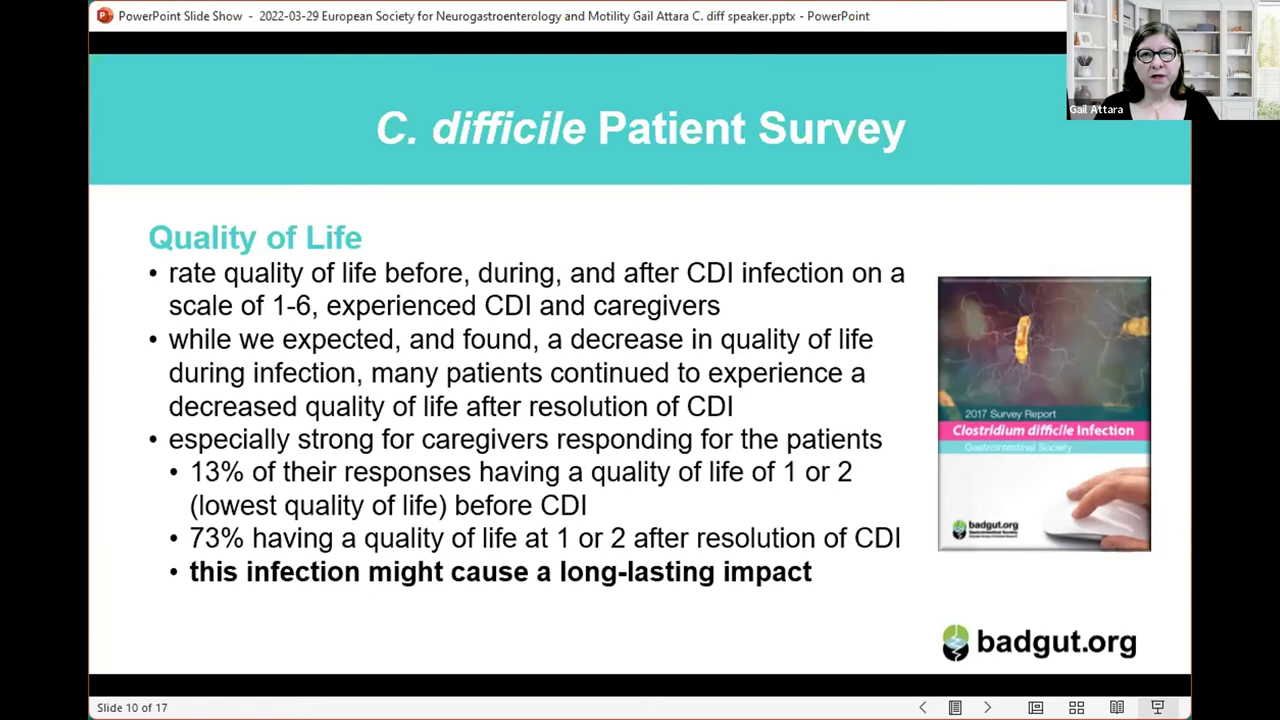 PowerPoint Slide Show - 2022-03-29 European Society for Neurogastroenterology and Motility Gail Attara C. diff speaker.pptx - PowerPoint
Gail Attara
C. difficile Patient Survey
Quality of Life
• rate quality of life before, during, and after CDI infection on a
scale of 1-6, experienced CDI and caregivers
• while we expected, and found, a decrease in quality of life
during infection, many patients continued to experience a
decreased quality of life after resolution of CDI
• especially strong for caregivers responding for the patients
• 13% of their responses having a quality of life of 1 or 2
(lowest quality of life) before CDI
• 73% having a quality of life at 1 or 2 after resolution of CDI
• this infection might cause a long-lasting impact
2017 Survey Report
Clostridium difficile Infection
Gastrointestinal Society
badgut.org
Gastrointestinal Society
badgut.org
Slide 10 of 17